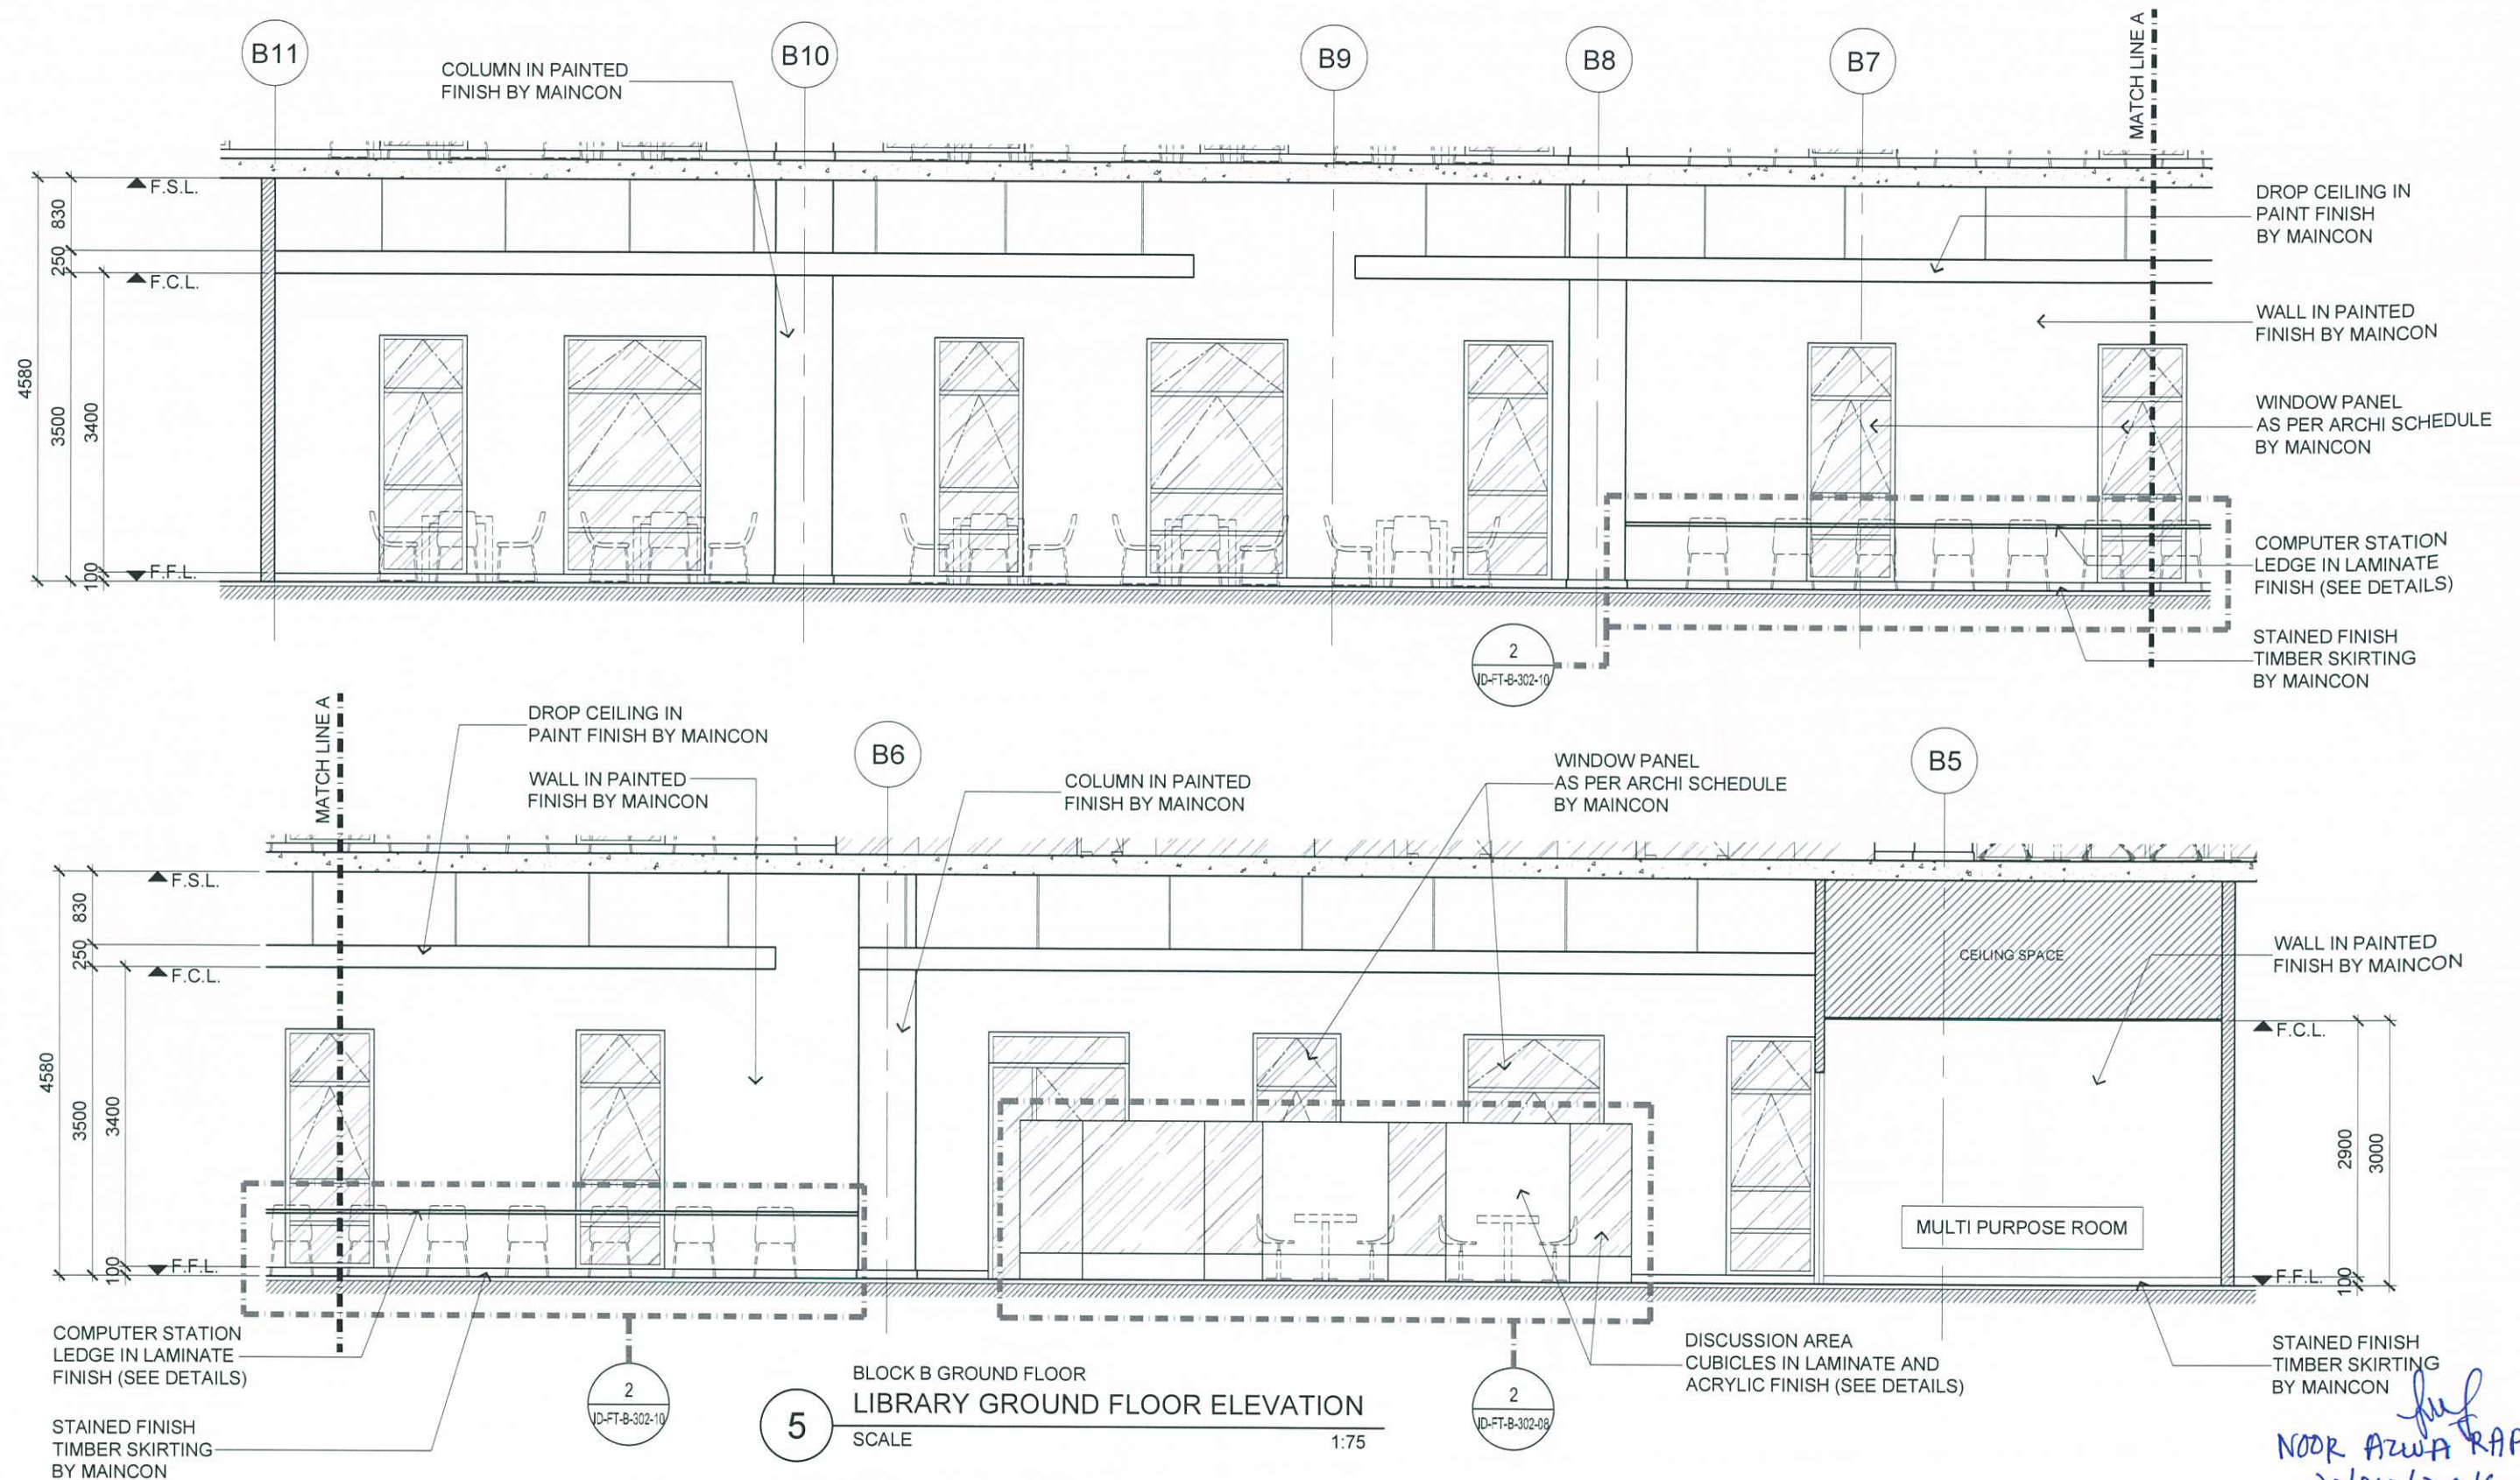 B11
B10
B9
B8
B7
MATCH LINE A
COLUMN IN PAINTED
FINISH BY MAINCON
F.S.L.
F.C.L.
F.F.L.
4580
830
250
3500
3400
100
DROP CEILING IN
PAINT FINISH
BY MAINCON
WALL IN PAINTED
FINISH BY MAINCON
WINDOW PANEL
AS PER ARCHI SCHEDULE
BY MAINCON
COMPUTER STATION
LEDGE IN LAMINATE
FINISH (SEE DETAILS)
STAINED FINISH
TIMBER SKIRTING
BY MAINCON
2
ID-FT-B-302-10
MATCH LINE A
DROP CEILING IN
PAINT FINISH BY MAINCON
WALL IN PAINTED
FINISH BY MAINCON
B6
COLUMN IN PAINTED
FINISH BY MAINCON
WINDOW PANEL
AS PER ARCHI SCHEDULE
BY MAINCON
B5
F.S.L.
F.C.L.
F.F.L.
4580
830
250
3500
3400
100
CEILING SPACE
WALL IN PAINTED
FINISH BY MAINCON
F.C.L.
2900
3000
MULTI PURPOSE ROOM
F.F.L.
100
COMPUTER STATION
LEDGE IN LAMINATE
FINISH (SEE DETAILS)
STAINED FINISH
TIMBER SKIRTING
BY MAINCON
2
ID-FT-B-302-10
5
BLOCK B GROUND FLOOR
LIBRARY GROUND FLOOR ELEVATION
SCALE 1:75
2
ID-FT-B-302-08
DISCUSSION AREA
CUBICLES IN LAMINATE AND
ACRYLIC FINISH (SEE DETAILS)
STAINED FINISH
TIMBER SKIRTING
BY MAINCON
NOOR AZWA